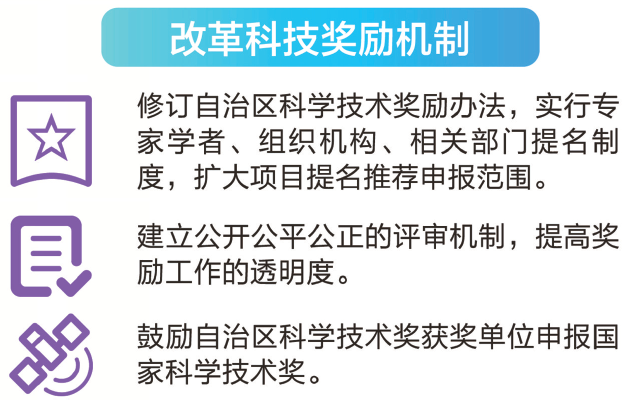 改革科技奖励机制
修订自治区科学技术奖励办法，实行专
家学者、组织机构、相关部门提名制
度，扩大项目提名推荐申报范围。
建立公开公平公正的评审机制，提高奖
励工作的透明度。
鼓励自治区科学技术奖获奖单位申报国
家科学技术奖。